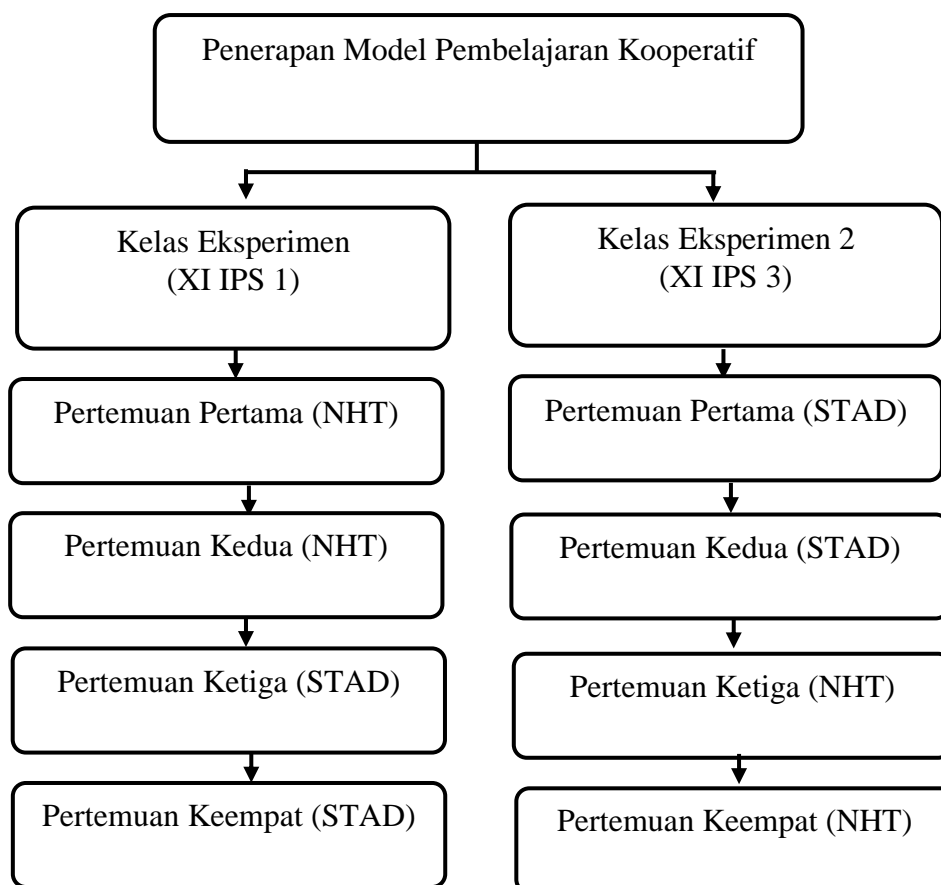 Penerapan Model Pembelajaran Kooperatif
Kelas Eksperimen
(XI IPS 1)
Kelas Eksperimen 2
(XI IPS 3)
Pertemuan Pertama (NHT)
Pertemuan Pertama (STAD)
Pertemuan Kedua (NHT)
Pertemuan Kedua (STAD)
Pertemuan Ketiga (STAD)
Pertemuan Ketiga (NHT)
Pertemuan Keempat (STAD)
Pertemuan Keempat (NHT)